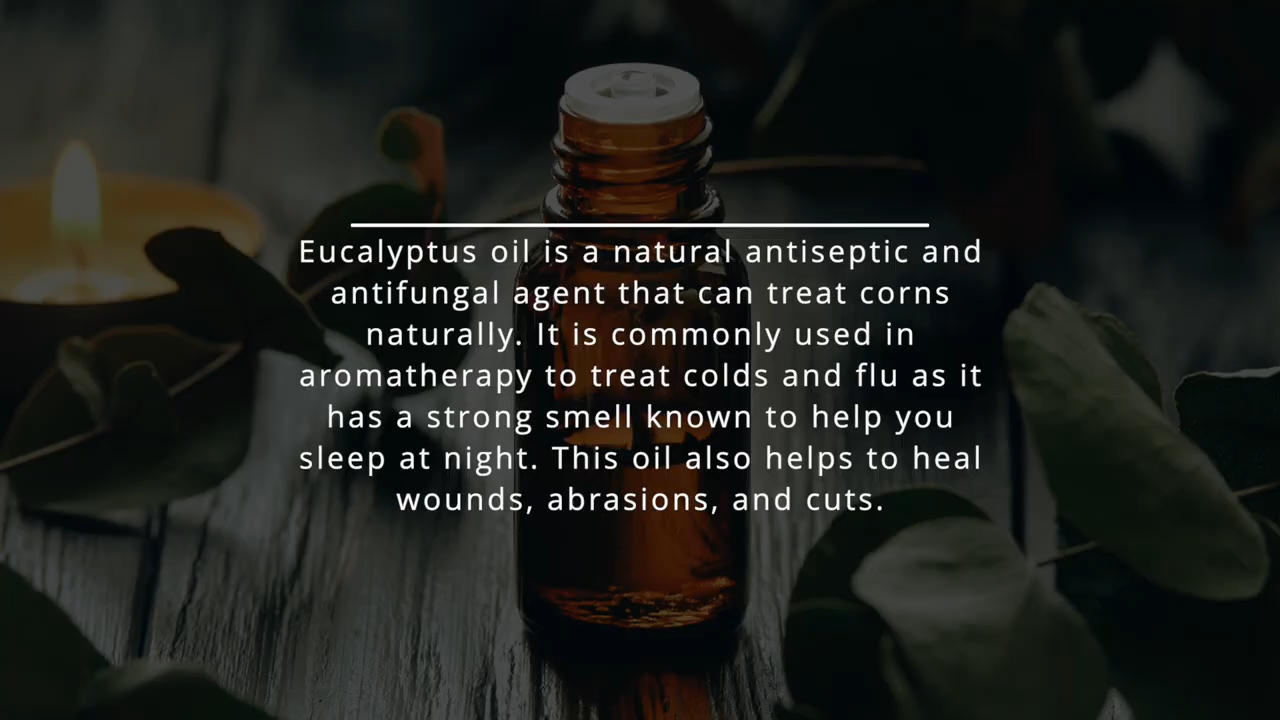 Eucalyptus oil is a natural antiseptic and
antifungal agent that can treat corns
naturally. It is commonly used in
aromatherapy to treat colds and flu as it
has a strong smell known to help you
sleep at night. This oil also helps to heal
wounds, abrasions, and cuts.